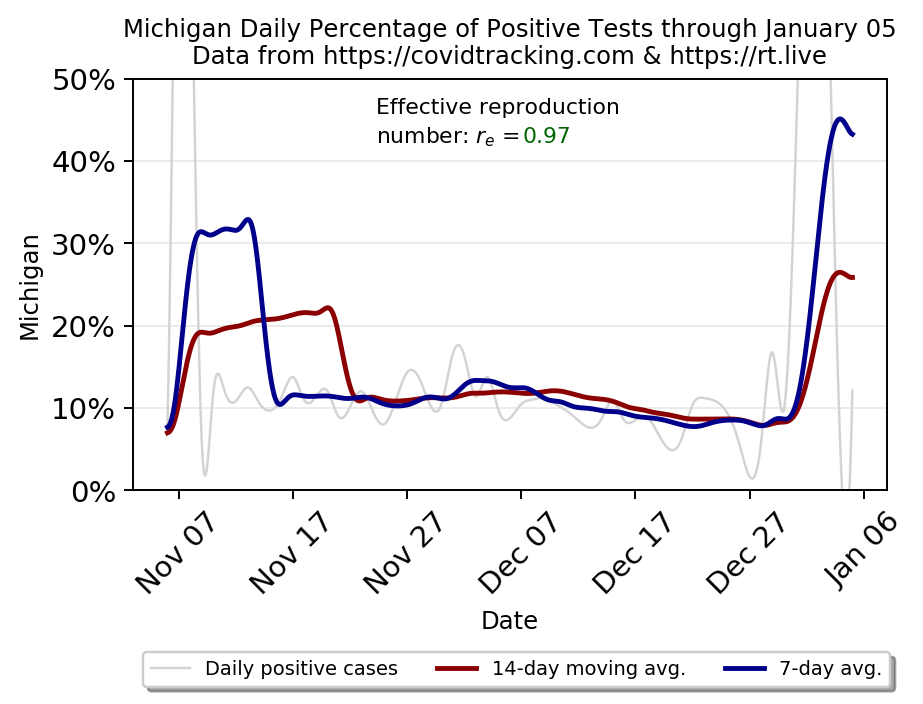 Michigan Daily Percentage of Positive Tests through January 05
Data from https://covidtracking.com & https://rt.live
50%
40%
30%
20%
10%
0%
Michigan
Effective reproduction
number: rₑ =0.97
Nov 07
Nov 17
Nov 27
Dec 07
Dec 17
Dec 27
Jan 06
Date
Daily positive cases
14-day moving avg.
7-day avg.